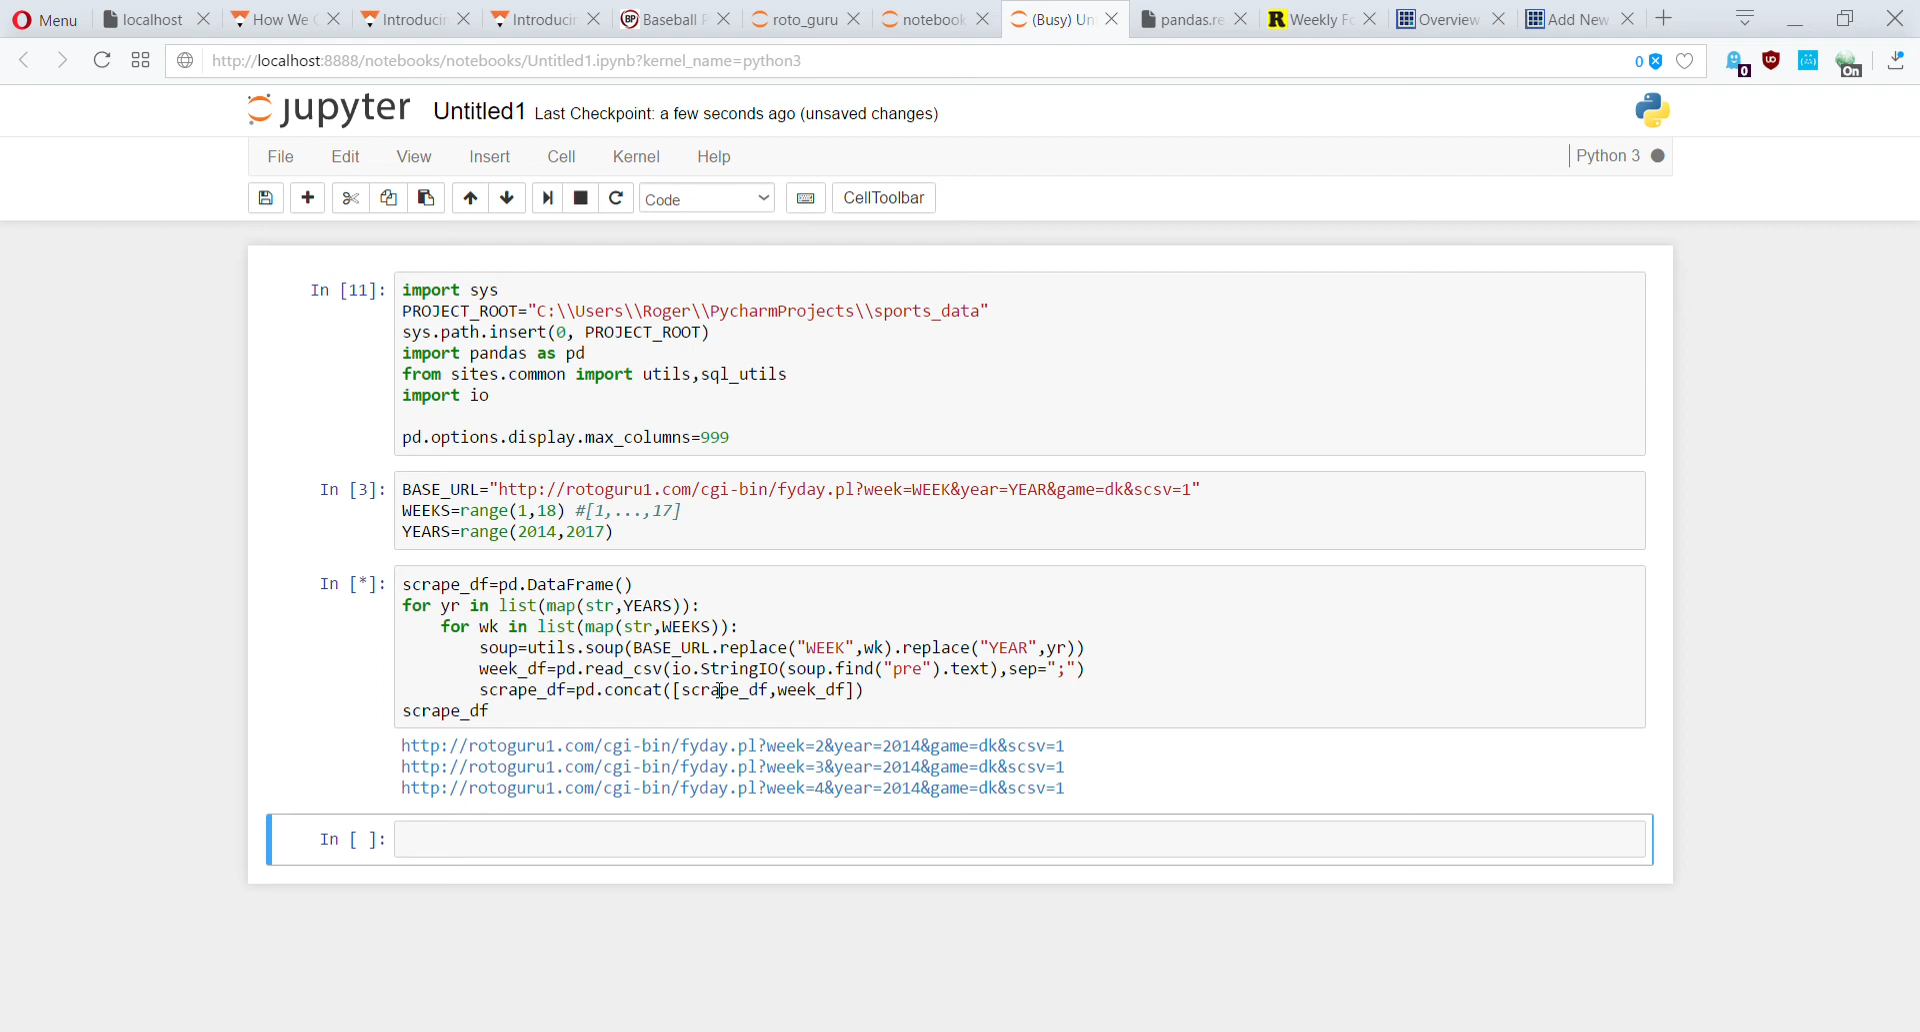 Menu
localhost
How We
Introducin
Introducin
Baseball
roto_guru
notebook
(Busy) Un
pandas.re
Weekly Fo
Overview
Add New
http://localhost:8888/notebooks/notebooks/Untitled1.ipynb?kernel_name=python3
0
0
On
jupyter Untitled1 Last Checkpoint: a few seconds ago (unsaved changes)
File Edit View Insert Cell Kernel Help
Python 3
Code
CellToolbar
In [11]:
import sys
PROJECT_ROOT="C:\\Users\\Roger\\PycharmProjects\\sports_data"
sys.path.insert(0, PROJECT_ROOT)
import pandas as pd
from sites.common import utils,sql_utils
import io
pd.options.display.max_columns=999
In [3]:
BASE_URL="http://rotoguru1.com/cgi-bin/fyday.pl?week=WEEK&year=YEAR&game=dk&scsv=1"
WEEKS=range(1,18) #[1,...,17]
YEARS=range(2014,2017)
In [*]:
scrape_df=pd.DataFrame()
for yr in list(map(str,YEARS)):
    for wk in list(map(str,WEEKS)):
        soup=utils.soup(BASE_URL.replace("WEEK",wk).replace("YEAR",yr))
        week_df=pd.read_csv(io.StringIO(soup.find("pre").text),sep=";")
        scrape_df=pd.concat([scrape_df,week_df])
scrape_df
http://rotoguru1.com/cgi-bin/fyday.pl?week=2&year=2014&game=dk&scsv=1
http://rotoguru1.com/cgi-bin/fyday.pl?week=3&year=2014&game=dk&scsv=1
http://rotoguru1.com/cgi-bin/fyday.pl?week=4&year=2014&game=dk&scsv=1
In [ ]: